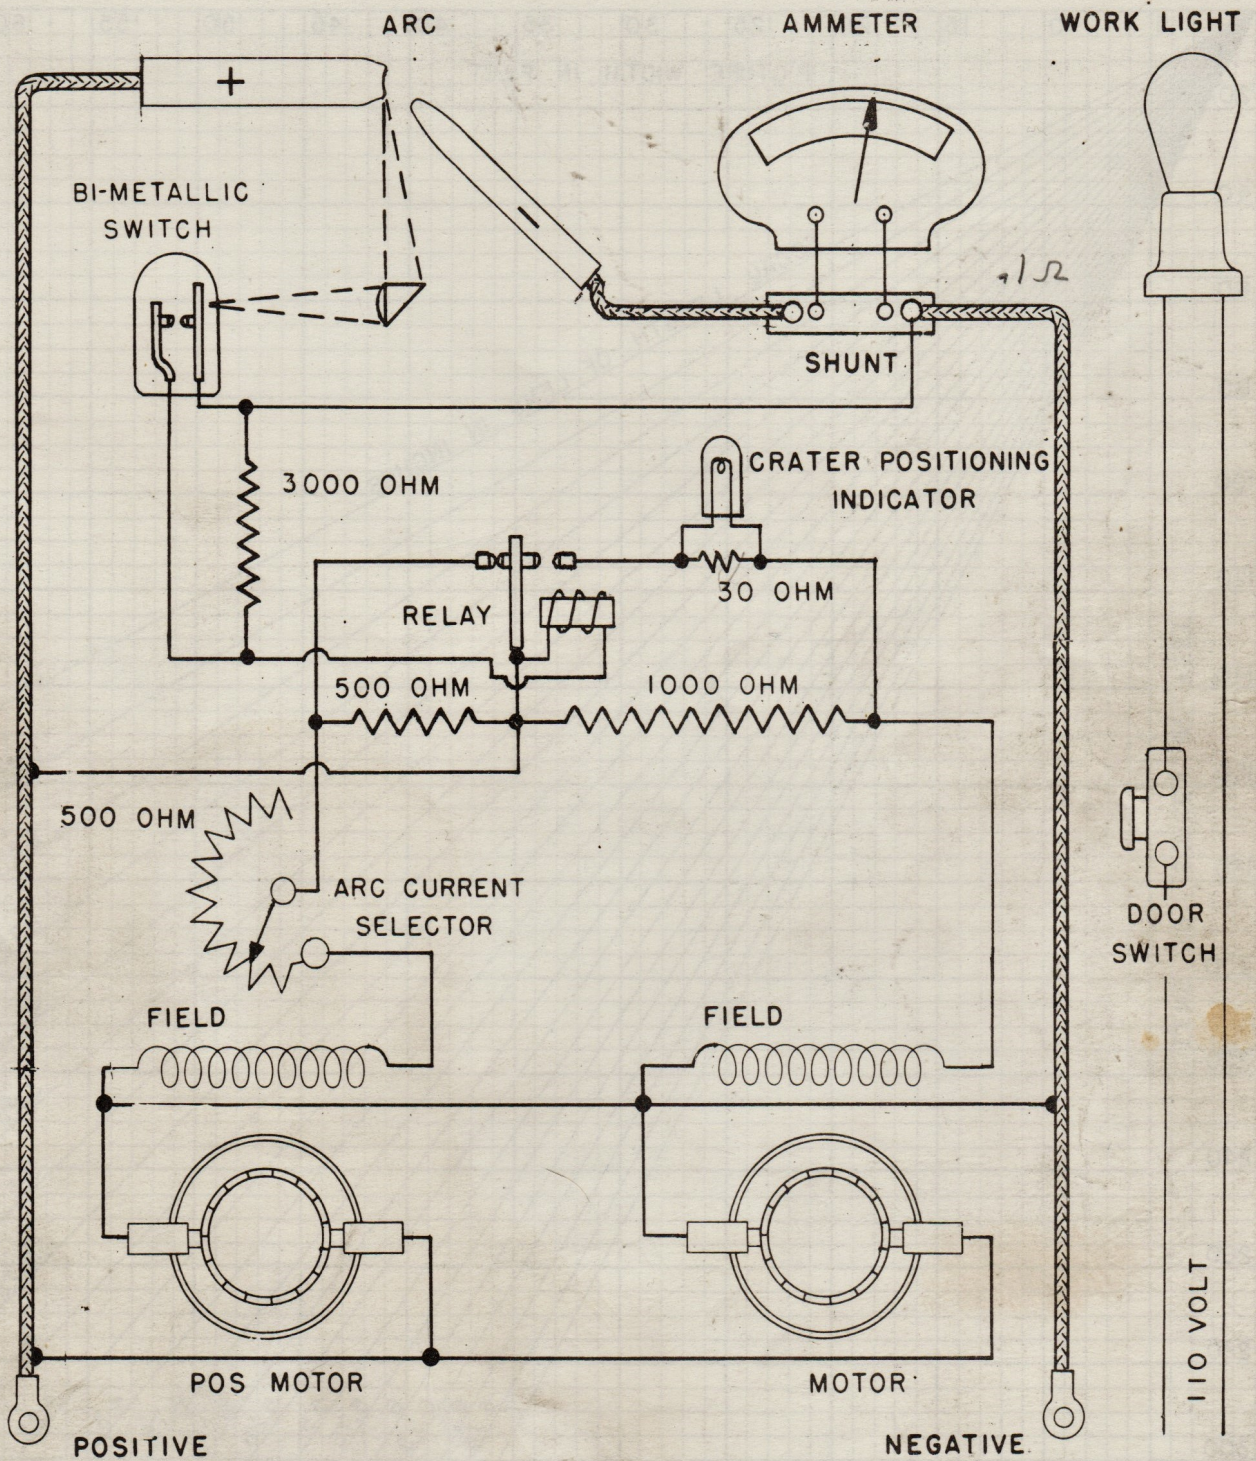 ARC
AMMETER
WORK LIGHT
+
BI-METALLIC
SWITCH
-
.1Ω
SHUNT
3000 OHM
CRATER POSITIONING
INDICATOR
30 OHM
RELAY
500 OHM
1000 OHM
500 OHM
ARC CURRENT
SELECTOR
DOOR
SWITCH
FIELD
FIELD
110 VOLT
POS MOTOR
MOTOR
POSITIVE
NEGATIVE